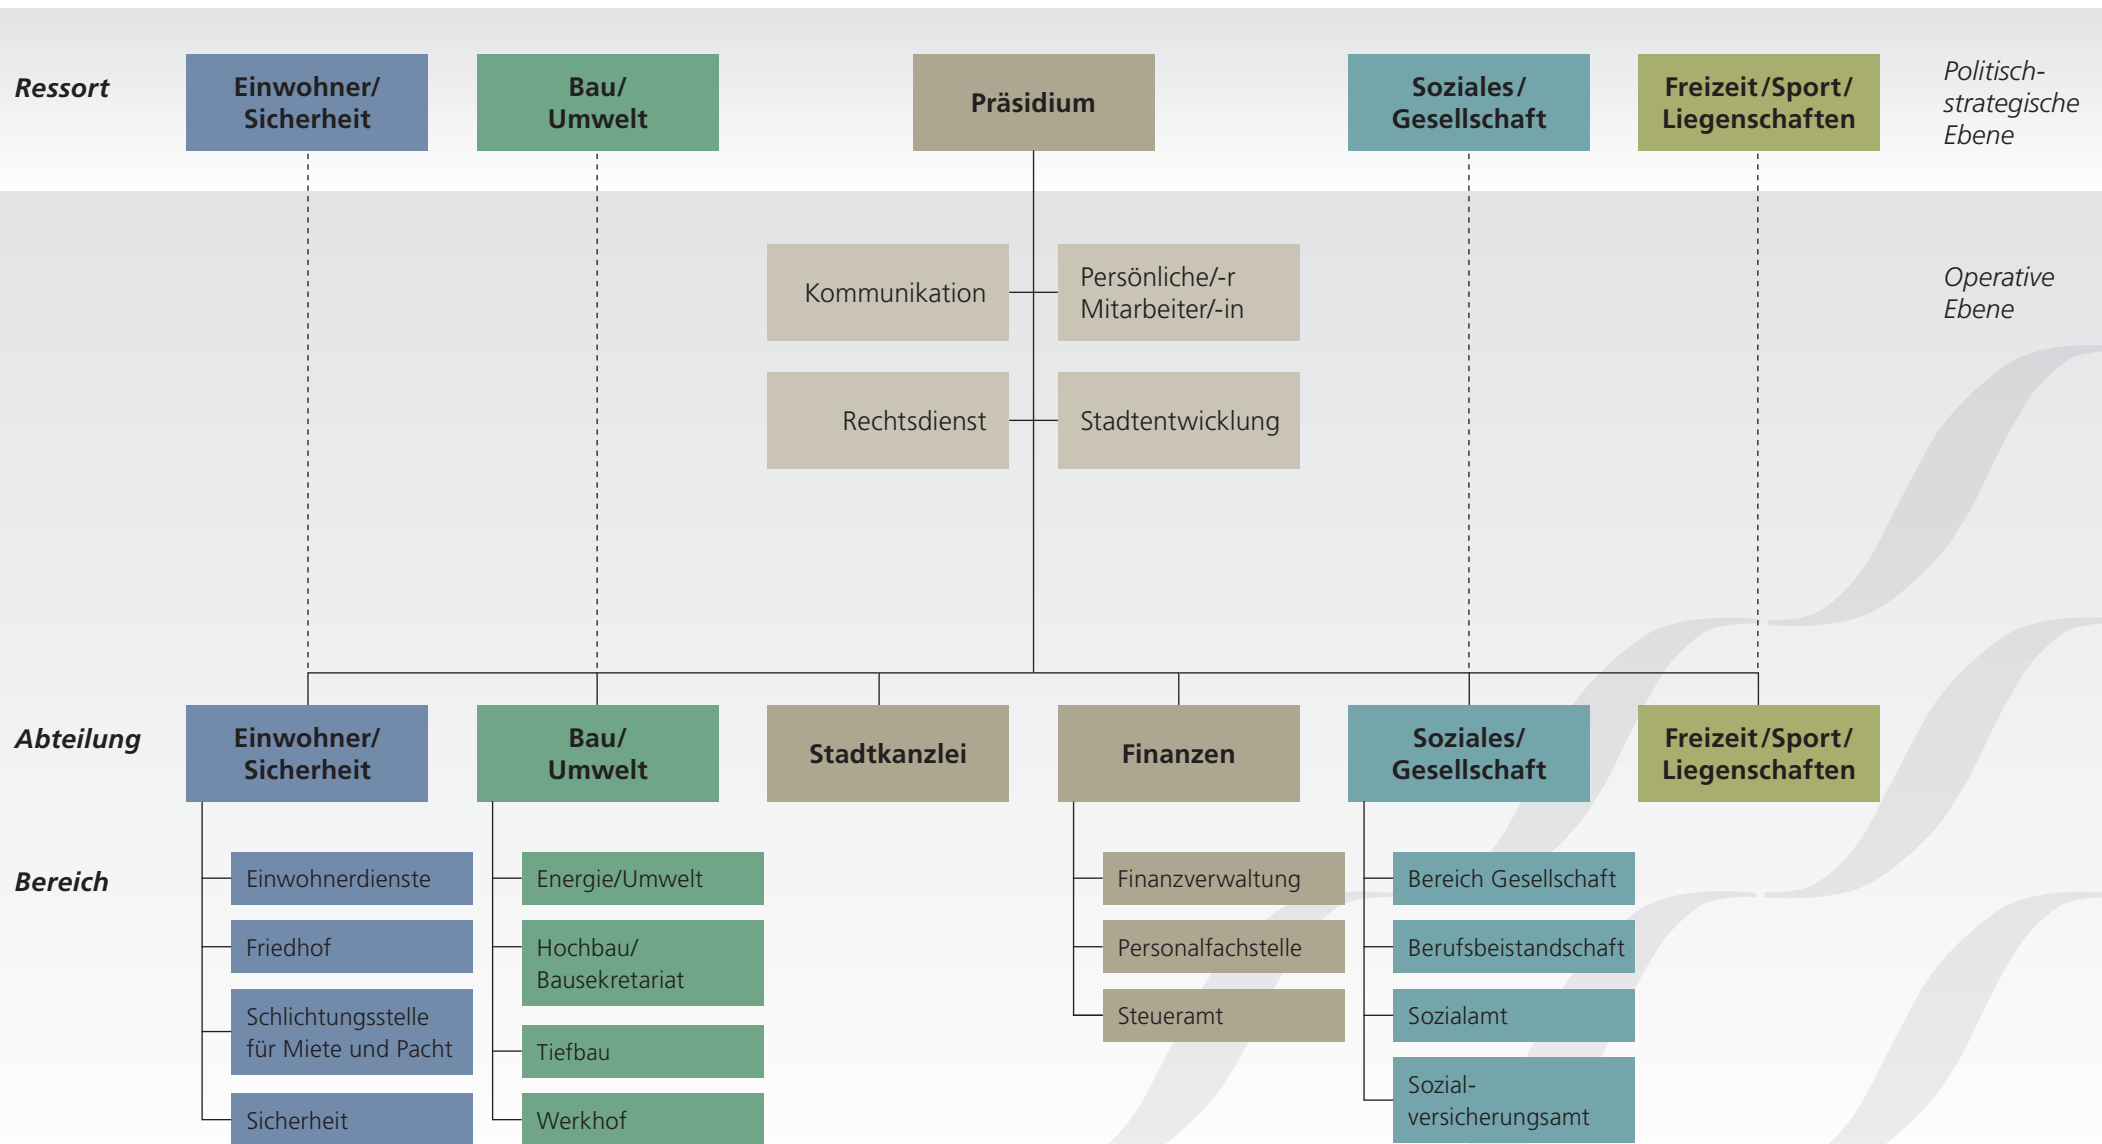 Ressort
Einwohner/
Sicherheit
Bau/
Umwelt
Präsidium
Soziales/
Gesellschaft
Freizeit/Sport/
Liegenschaften
Politisch-
strategische
Ebene
Kommunikation
Persönliche/-r
Mitarbeiter/-in
Operative
Ebene
Rechtsdienst
Stadtentwicklung
Abteilung
Einwohner/
Sicherheit
Bau/
Umwelt
Stadtkanzlei
Finanzen
Soziales/
Gesellschaft
Freizeit/Sport/
Liegenschaften
Bereich
Einwohnerdienste
Friedhof
Schlichtungsstelle
für Miete und Pacht
Sicherheit
Energie/Umwelt
Hochbau/
Bausekretariat
Tiefbau
Werkhof
Finanzverwaltung
Personalfachstelle
Steueramt
Bereich Gesellschaft
Berufsbeistandschaft
Sozialamt
Sozial-
versicherungsamt